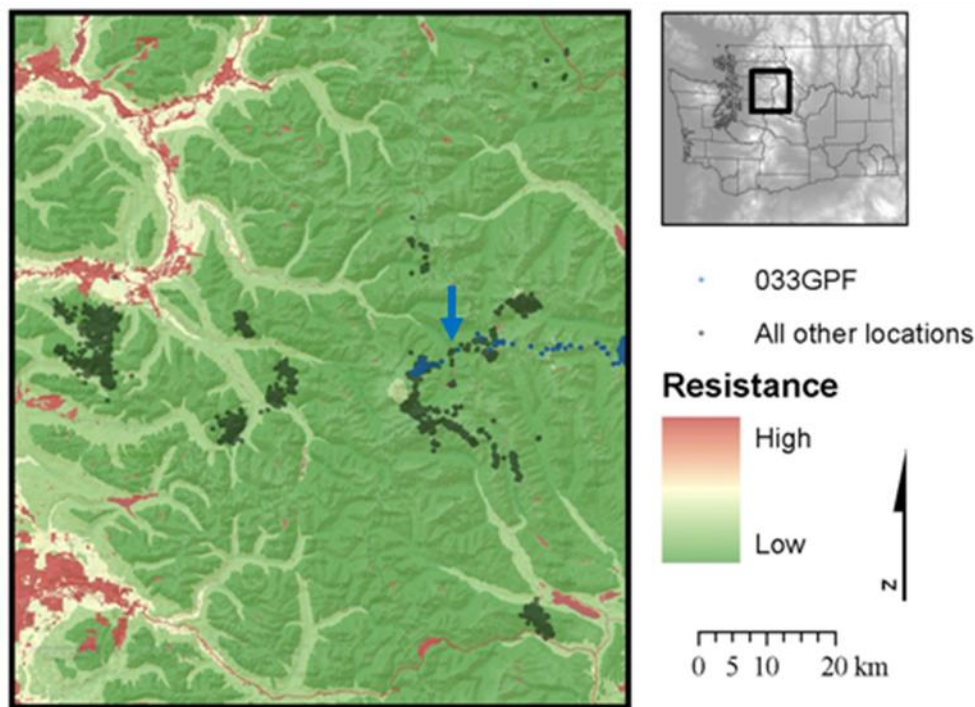 033GPF
All other locations
Resistance
High
Low
N
0 5 10 20 km